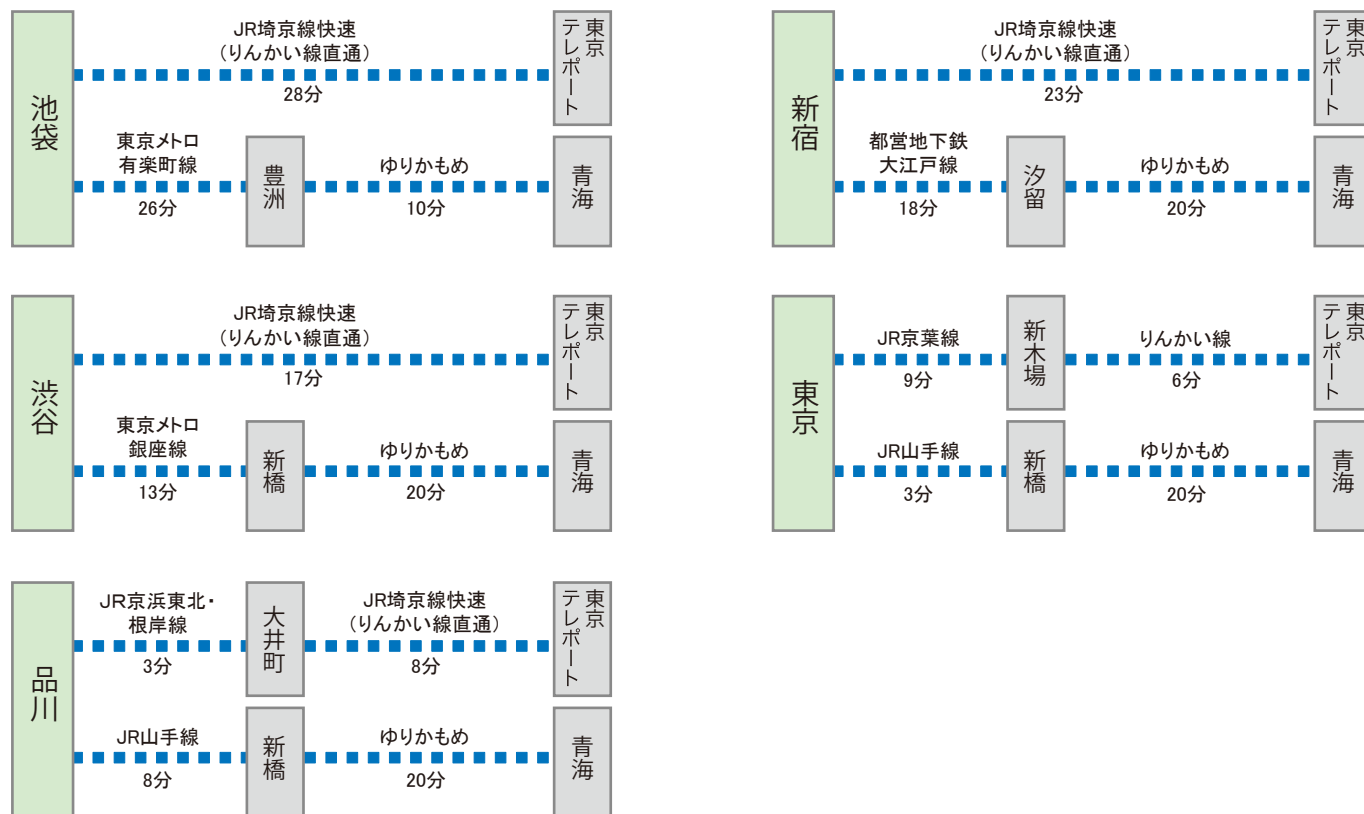 池袋
JR埼京線快速
（りんかい線直通）
28分
東京
テレポート
東京メトロ
有楽町線
26分
豊洲
ゆりかもめ
10分
青海
新宿
JR埼京線快速
（りんかい線直通）
23分
東京
テレポート
都営地下鉄
大江戸線
18分
汐留
ゆりかもめ
20分
青海
渋谷
JR埼京線快速
（りんかい線直通）
17分
東京
テレポート
東京メトロ
銀座線
13分
新橋
ゆりかもめ
20分
青海
東京
JR京葉線
9分
新木場
りんかい線
6分
東京
テレポート
JR山手線
3分
新橋
ゆりかもめ
20分
青海
品川
JR京浜東北・
根岸線
3分
大井町
JR埼京線快速
（りんかい線直通）
8分
東京
テレポート
JR山手線
8分
新橋
ゆりかもめ
20分
青海